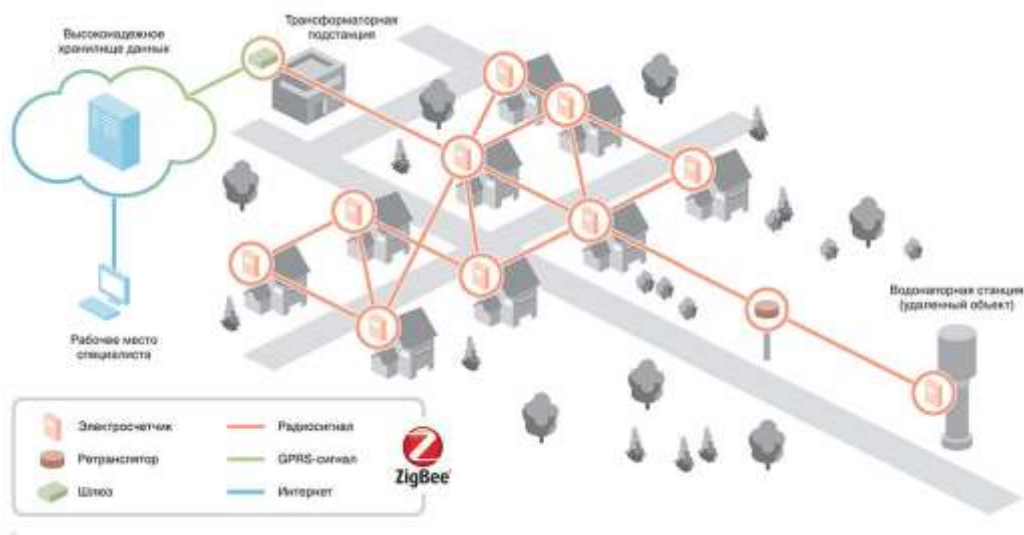 Высоконадежное
хранилище данных
Трансформаторная
подстанция
Рабочее место
специалиста
Водонапорная станция
(удаленный объект)
Электросчетчик
Ретранслятор
Шлюз
Радиосигнал
GPRS-сигнал
Интернет
ZigBee